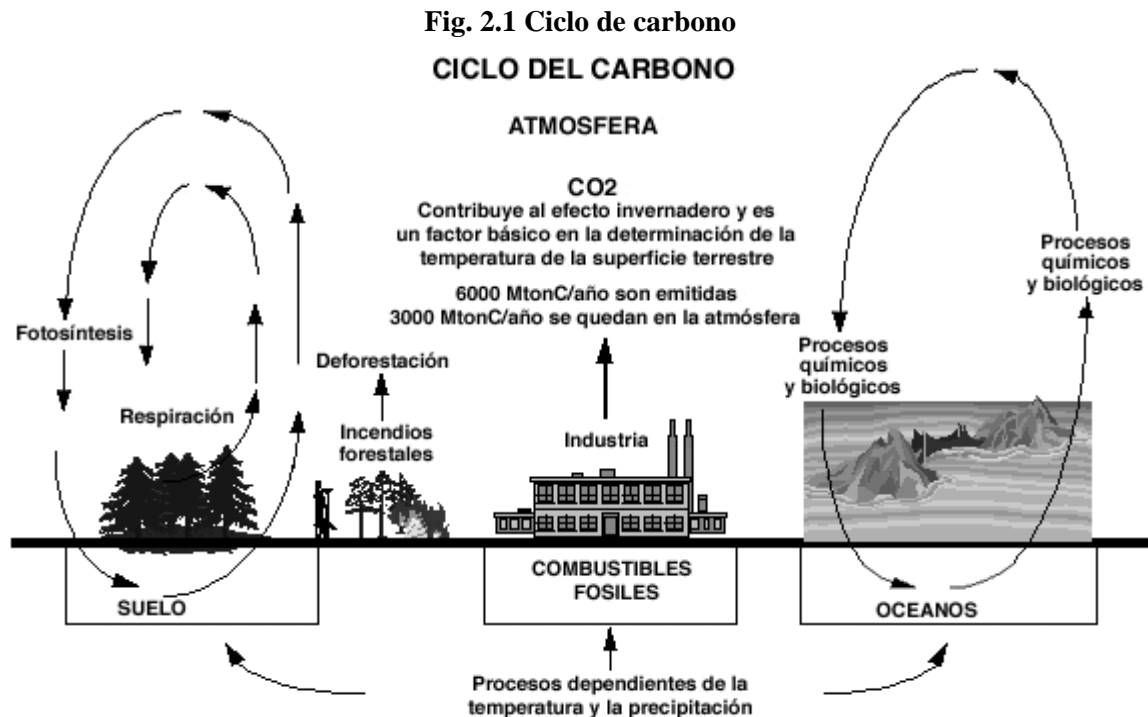 Fig. 2.1 Ciclo de carbono
CICLO DEL CARBONO
ATMOSFERA
CO2
Contribuye al efecto invernadero y es
un factor básico en la determinación de la
temperatura de la superficie terrestre
6000 MtonC/año son emitidas
3000 MtonC/año se quedan en la atmósfera
Procesos
químicos
y biológicos
Fotosíntesis
Procesos
químicos
y biológicos
Deforestación
Respiración
Incendios
forestales
Industria
SUELO
COMBUSTIBLES
FOSILES
OCEANOS
Procesos dependientes de la
temperatura y la precipitación